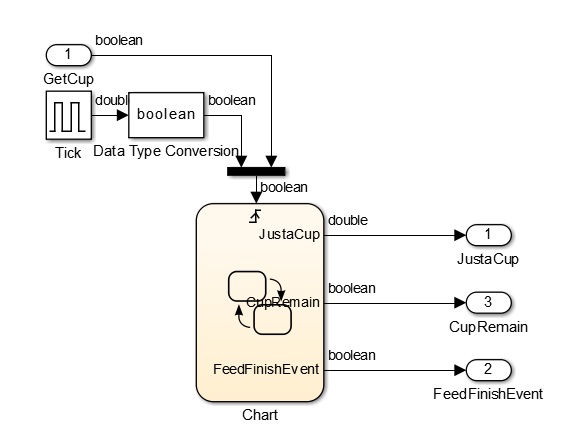 boolean
1
GetCup
double
boolean
boolean
Tick
Data Type Conversion
boolean
JustaCup
double
1
JustaCup
CupRemain
boolean
3
CupRemain
FeedFinishEvent
boolean
2
FeedFinishEvent
Chart